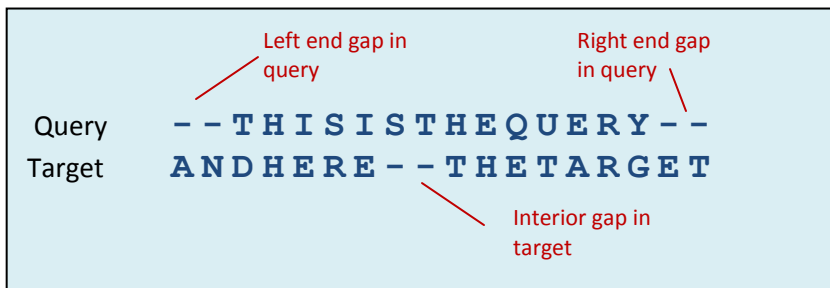 Left end gap in
query
Right end gap
in query
Query --THISISTHEQUERY--
Target ANDHERE--THETARGET
Interior gap in
target